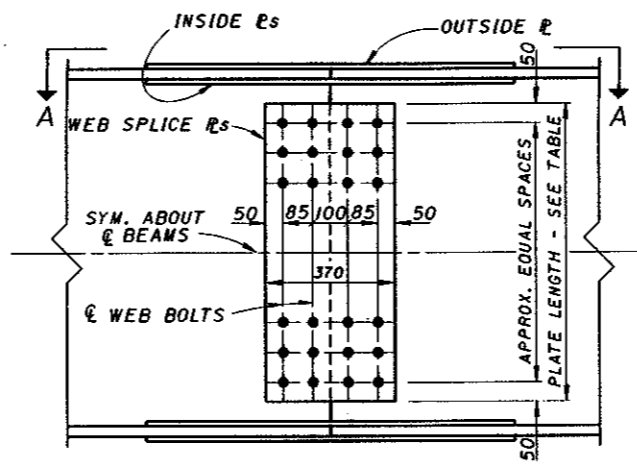 INSIDE ℄s
OUTSIDE ℄
50
A
A
WEB SPLICE ℄s
SYM. ABOUT
℄ BEAMS
50
85
100
85
50
370
℄ WEB BOLTS
APPROX. EQUAL SPACES
PLATE LENGTH - SEE TABLE
50